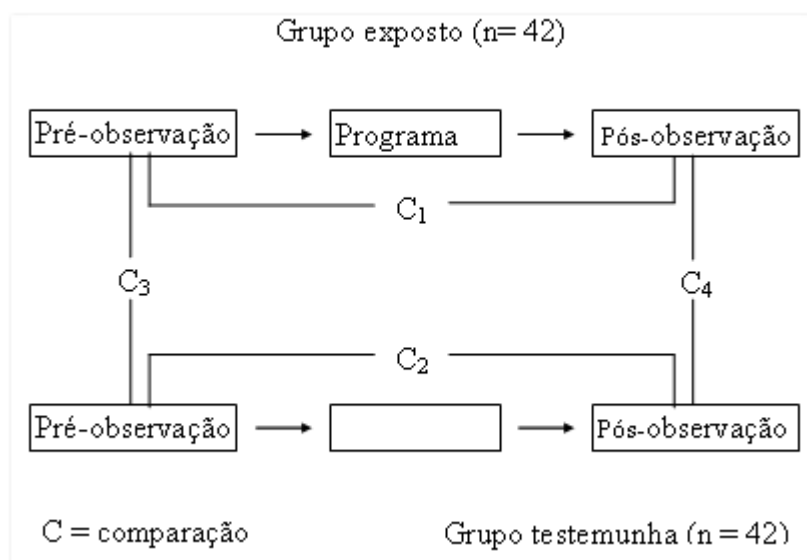 Grupo exposto (n= 42)
Pré-observação Programa Pós-observação
C1
C3 C4
C2
Pré-observação Pós-observação
C = comparação Grupo testemunha (n = 42)